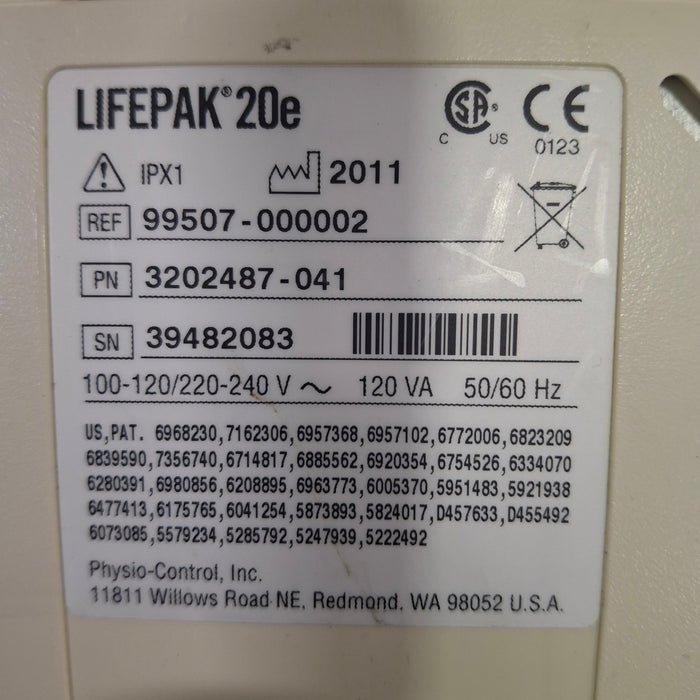 LIFEPAK® 20e
CSA® C US CE 0123
IPX1 2011
REF 99507-000002
PN 3202487-041
SN 39482083
100-120/220-240 V ~ 120 VA 50/60 Hz
US,PAT. 6968230,7162306,6957368,6957102,6772006,6823209
6839590,7356740,6714817,6885562,6920354,6754526,6334070
6280391,6980856,6208895,6963773,6005370,5951483,5921938
6477413,6175765,6041254,5873893,5824017,D457633,D455492
6073085,5579234,5285792,5247939,5222492
Physio-Control, Inc.
11811 Willows Road NE, Redmond, WA 98052 U.S.A.